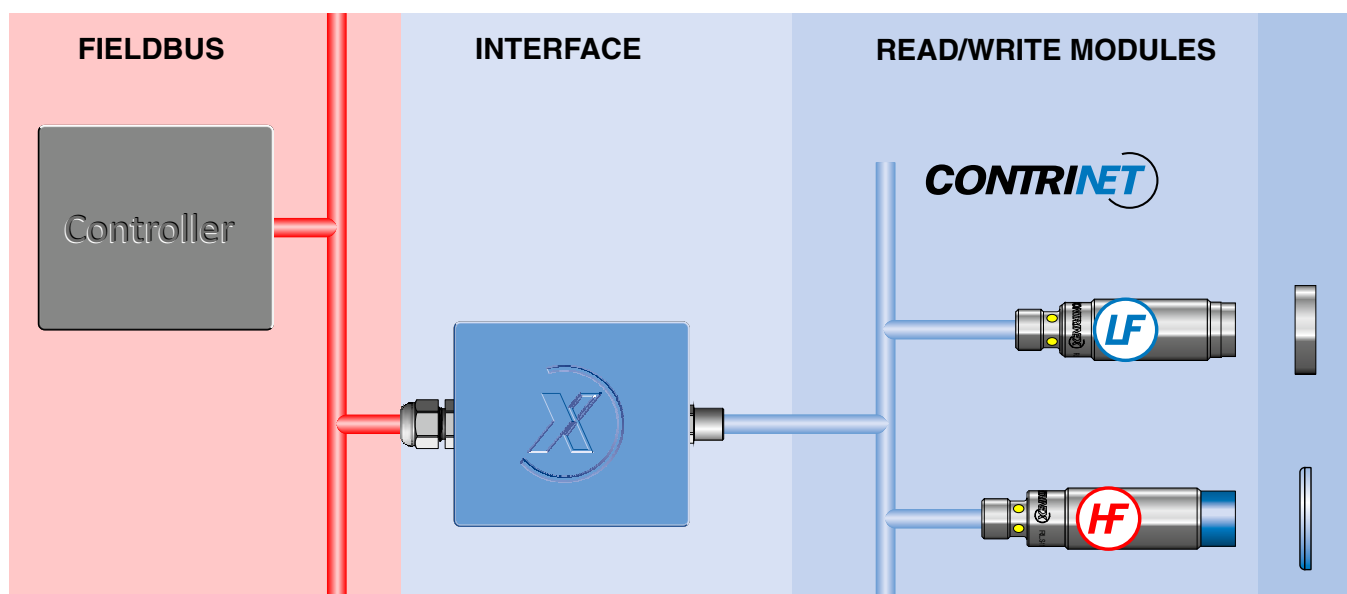 FIELDBUS
INTERFACE
READ/WRITE MODULES
Controller
CONTRINET
X
LF
HF